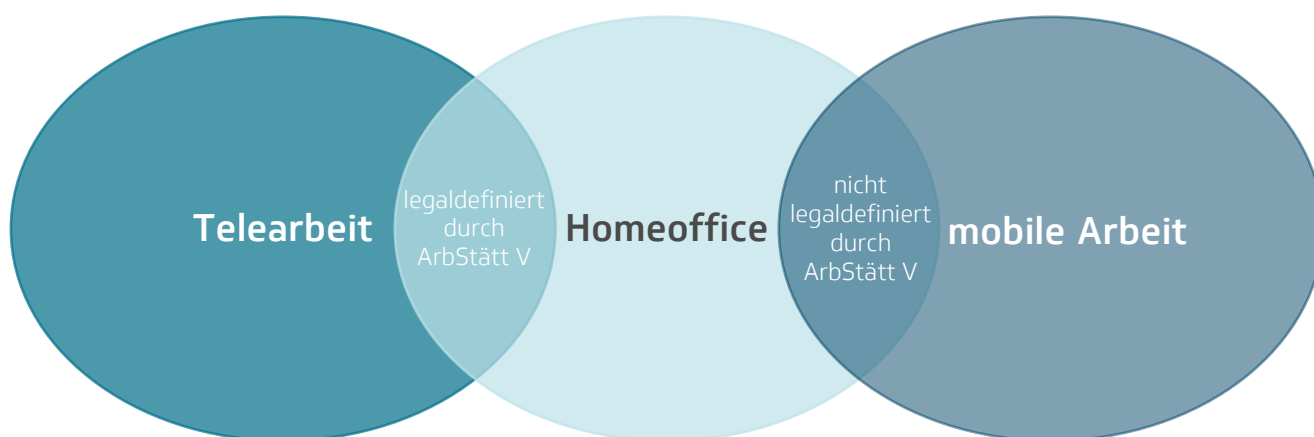 Telearbeit
legaldefiniert
durch
ArbStätt V
Homeoffice
nicht
legaldefiniert
durch
ArbStätt V
mobile Arbeit